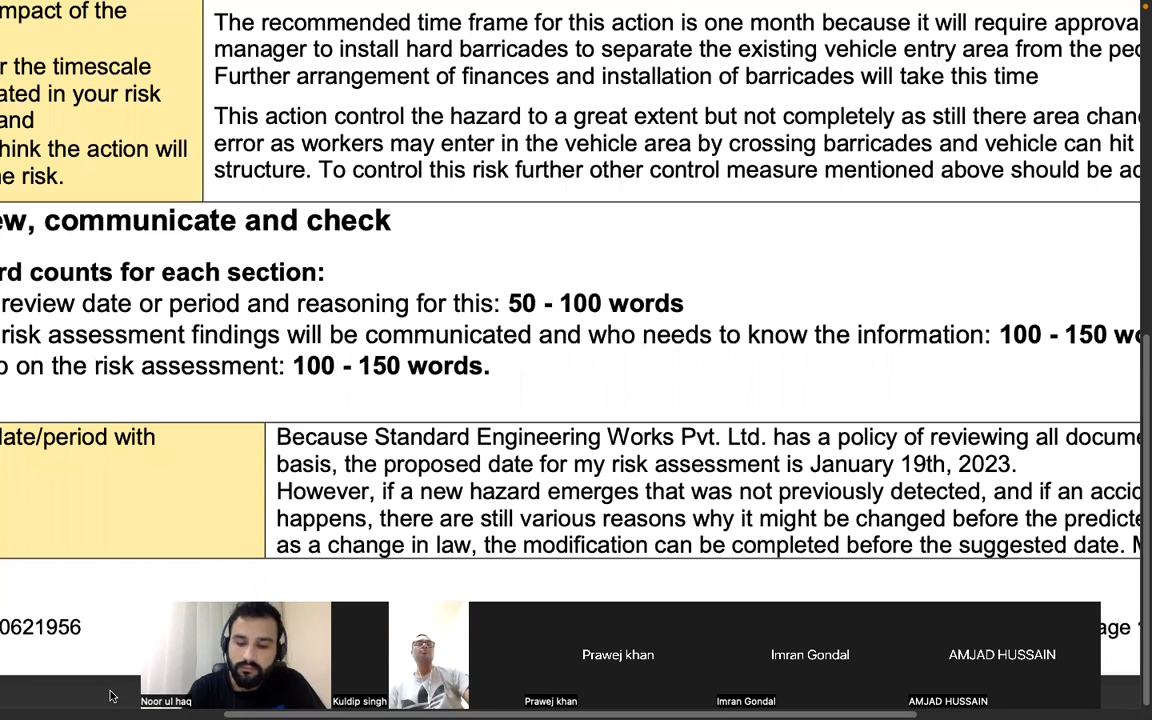 mpact of the
r the timescale
ated in your risk
and
hink the action will
e risk.
The recommended time frame for this action is one month because it will require approva
manager to install hard barricades to separate the existing vehicle entry area from the pe
Further arrangement of finances and installation of barricades will take this time
This action control the hazard to a great extent but not completely as still there area chan
error as workers may enter in the vehicle area by crossing barricades and vehicle can hit
structure. To control this risk further other control measure mentioned above should be a
ew, communicate and check
rd counts for each section:
review date or period and reasoning for this: 50 - 100 words
risk assessment findings will be communicated and who needs to know the information: 100 - 150 w
o on the risk assessment: 100 - 150 words.
date/period with
Because Standard Engineering Works Pvt. Ltd. has a policy of reviewing all docume
basis, the proposed date for my risk assessment is January 19th, 2023.
However, if a new hazard emerges that was not previously detected, and if an accid
happens, there are still various reasons why it might be changed before the predicte
as a change in law, the modification can be completed before the suggested date. M
0621956
age
Prawej khan
Imran Gondal
AMJAD HUSSAIN
Noor ul haq
Kuldip singh
Prawej khan
Imran Gondal
AMJAD HUSSAIN